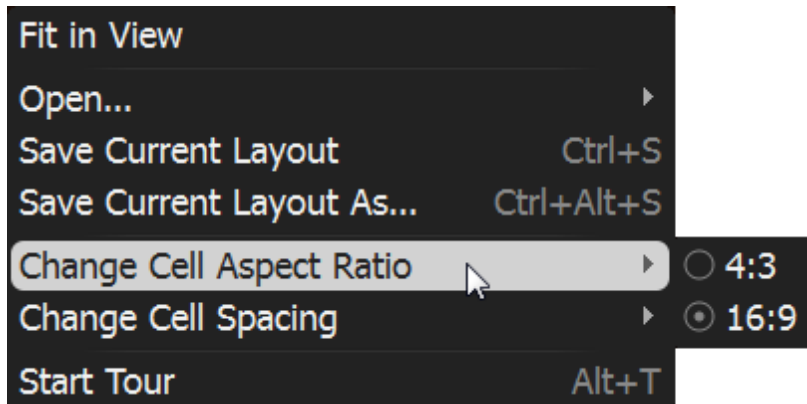 Fit in View
Open...
Save Current Layout Ctrl+S
Save Current Layout As... Ctrl+Alt+S
Change Cell Aspect Ratio 4:3
Change Cell Spacing 16:9
Start Tour Alt+T